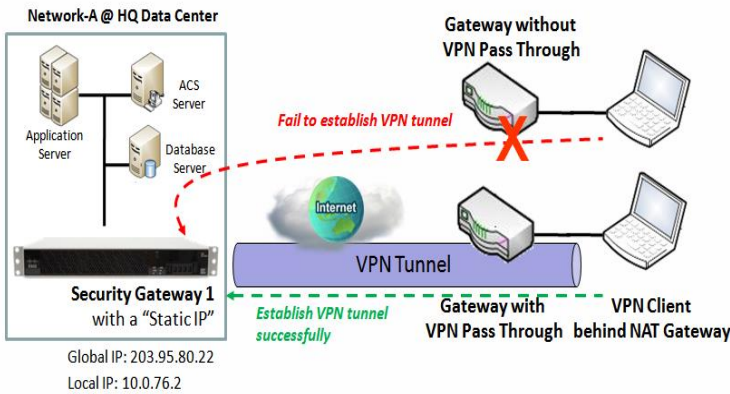 Network-A @ HQ Data Center
Gateway without
VPN Pass Through
ACS
Server
Application
Server
Database
Server
Fail to establish VPN tunnel
X
Internet
VPN Tunnel
Security Gateway 1
with a “Static IP”
Establish VPN tunnel
successfully
Gateway with
VPN Pass Through
VPN Client
behind NAT Gateway
Global IP: 203.95.80.22
Local IP: 10.0.76.2